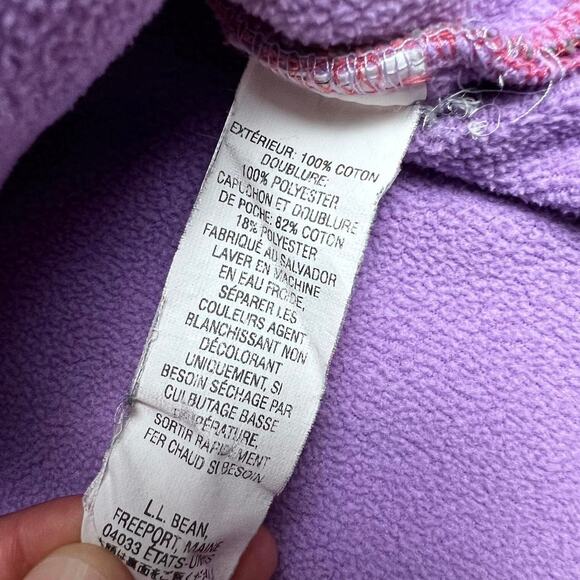 EXTÉRIEUR: 100% COTON
DOUBLURE:
100% POLYESTER
CAPUCHON ET DOUBLURE
DE POCHE: 82% COTON
18% POLYESTER
FABRIQUÉ AU SALVADOR
LAVER EN MACHINE
EN EAU FROIDE,
SÉPARER LES
COULEURS AGENT
BLANCHISSANT NON
DÉCOLORANT
UNIQUEMENT, SI
BESOIN SÉCHAGE PAR
CULBUTAGE BASSE
TEMPÉRATURE,
SORTIR RAPIDEMENT
FER CHAUD SI BESOIN
L.L. BEAN,
FREEPORT, MAINE
04033 ÉTATS-UNIS